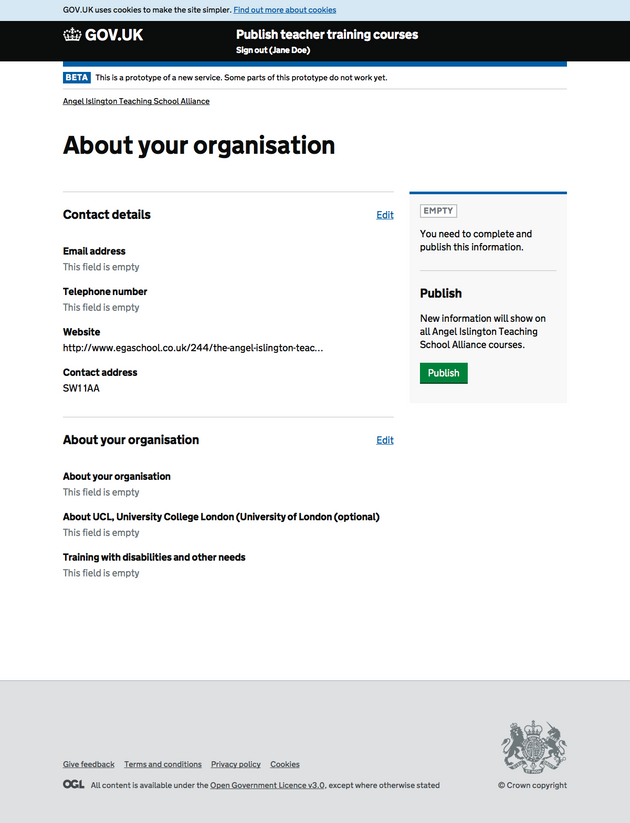 GOV.UK uses cookies to make the site simpler. Find out more about cookies
GOV.UK
Publish teacher training courses
Sign out (Jane Doe)
BETA This is a prototype of a new service. Some parts of this prototype do not work yet.
Angel Islington Teaching School Alliance
About your organisation
Contact details Edit
Email address
This field is empty
Telephone number
This field is empty
Website
http://www.egaschool.co.uk/244/the-angel-islington-teac...
Contact address
SW1 1AA
About your organisation Edit
About your organisation
This field is empty
About UCL, University College London (University of London (optional)
This field is empty
Training with disabilities and other needs
This field is empty
EMPTY
You need to complete and
publish this information.
Publish
New information will show on
all Angel Islington Teaching
School Alliance courses.
Publish
Give feedback Terms and conditions Privacy policy Cookies
OGL All content is available under the Open Government Licence v3.0, except where otherwise stated
© Crown copyright